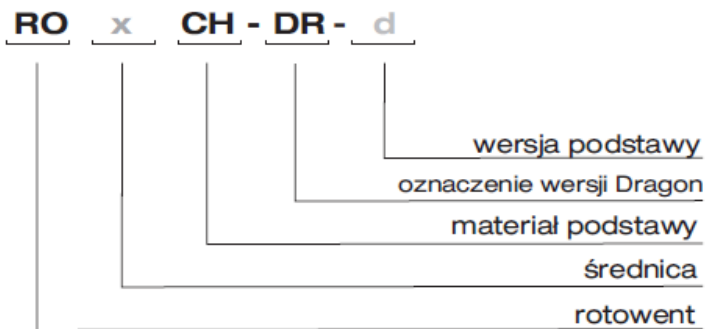 RO x CH - DR - d
wersja podstawy
oznaczenie wersji Dragon
materiał podstawy
średnica
rotowent